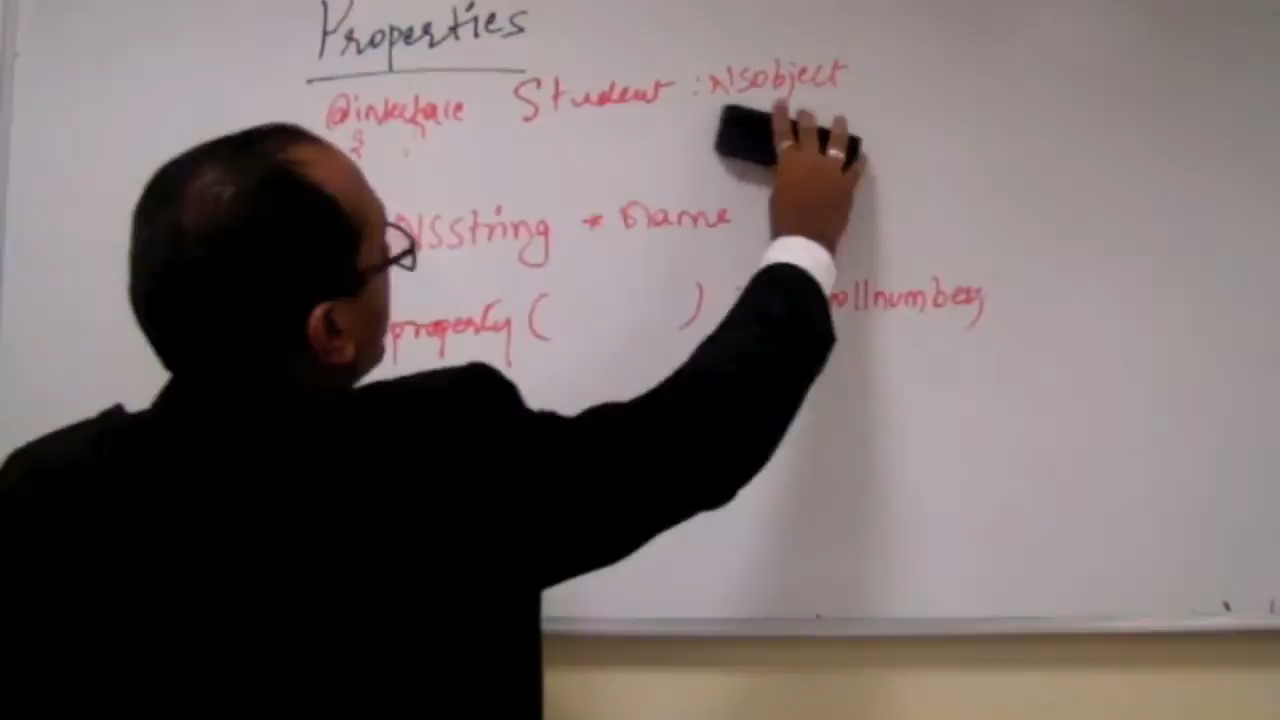 Properties
@interface Student : NSobject
{
NSString * name
property ( ) rollnumber